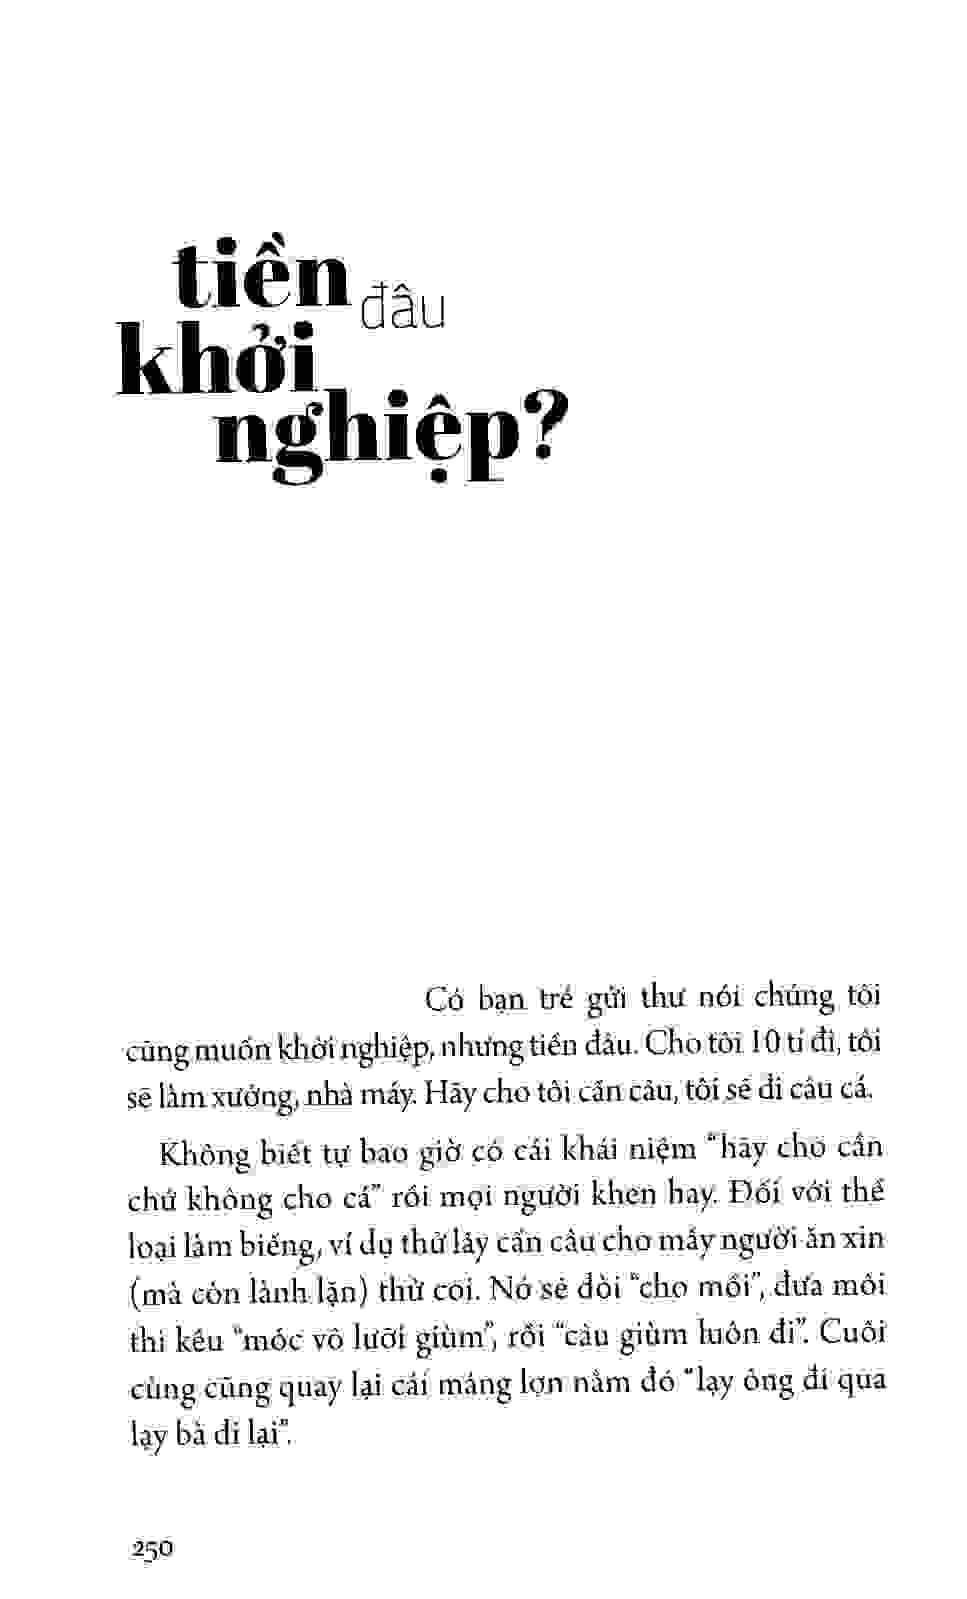 tiền đâu
khởi
nghiệp?
Có bạn trẻ gửi thư nói chúng tôi
cũng muốn khởi nghiệp, nhưng tiền đâu. Cho tôi 10 tỉ đi, tôi
sẽ làm xưởng, nhà máy. Hãy cho tôi cần câu, tôi sẽ đi câu cá.
Không biết tự bao giờ có cái khái niệm “hãy cho cần
chứ không cho cá” rồi mọi người khen hay. Đối với thể
loại làm biếng, ví dụ thử lấy cần câu cho mấy người ăn xin
(mà còn lành lặn) thử coi. Nó sẽ đòi “cho mồi”, đưa mồi
thì kêu “móc vô lưỡi giùm”, rồi “câu giùm luôn đi”. Cuối
cùng cũng quay lại cái máng lợn nằm đó “lạy ông đi qua
lạy bà đi lại”.
250